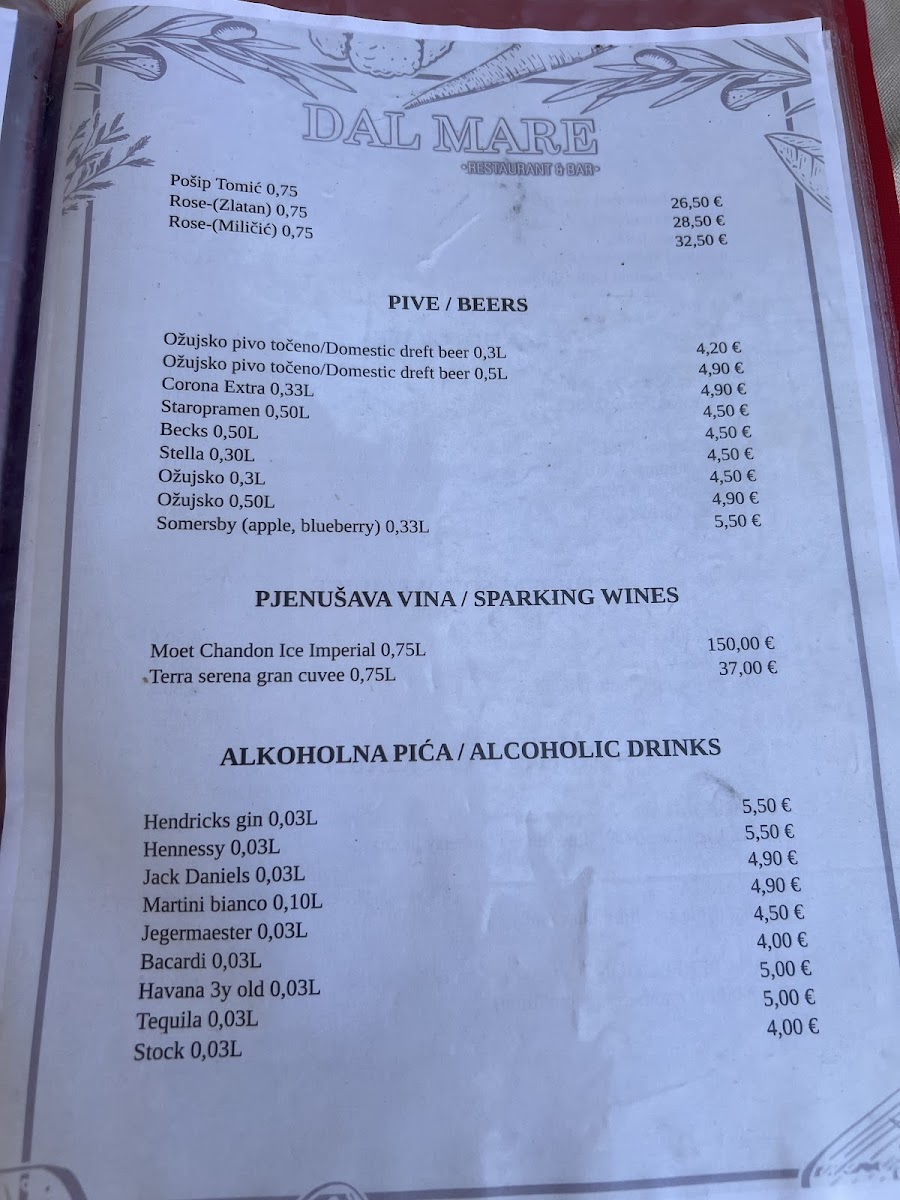 DAL MARE
•RESTAURANT & BAR•
Pošip Tomić 0,75 26,50 €
Rose-(Zlatan) 0,75 28,50 €
Rose-(Miličić) 0,75 32,50 €
PIVE / BEERS
Ožujsko pivo točeno/Domestic dreft beer 0,3L 4,20 €
Ožujsko pivo točeno/Domestic dreft beer 0,5L 4,90 €
Corona Extra 0,33L 4,90 €
Staropramen 0,50L 4,50 €
Becks 0,50L 4,50 €
Stella 0,30L 4,50 €
Ožujsko 0,3L 4,50 €
Ožujsko 0,50L 4,90 €
Somersby (apple, blueberry) 0,33L 5,50 €
PJENUŠAVA VINA / SPARKING WINES
Moet Chandon Ice Imperial 0,75L 150,00 €
Terra serena gran cuvee 0,75L 37,00 €
ALKOHOLNA PIĆA / ALCOHOLIC DRINKS
Hendricks gin 0,03L 5,50 €
Hennessy 0,03L 5,50 €
Jack Daniels 0,03L 4,90 €
Martini bianco 0,10L 4,90 €
Jegermaester 0,03L 4,50 €
Bacardi 0,03L 4,00 €
Havana 3y old 0,03L 5,00 €
Tequila 0,03L 5,00 €
Stock 0,03L 4,00 €